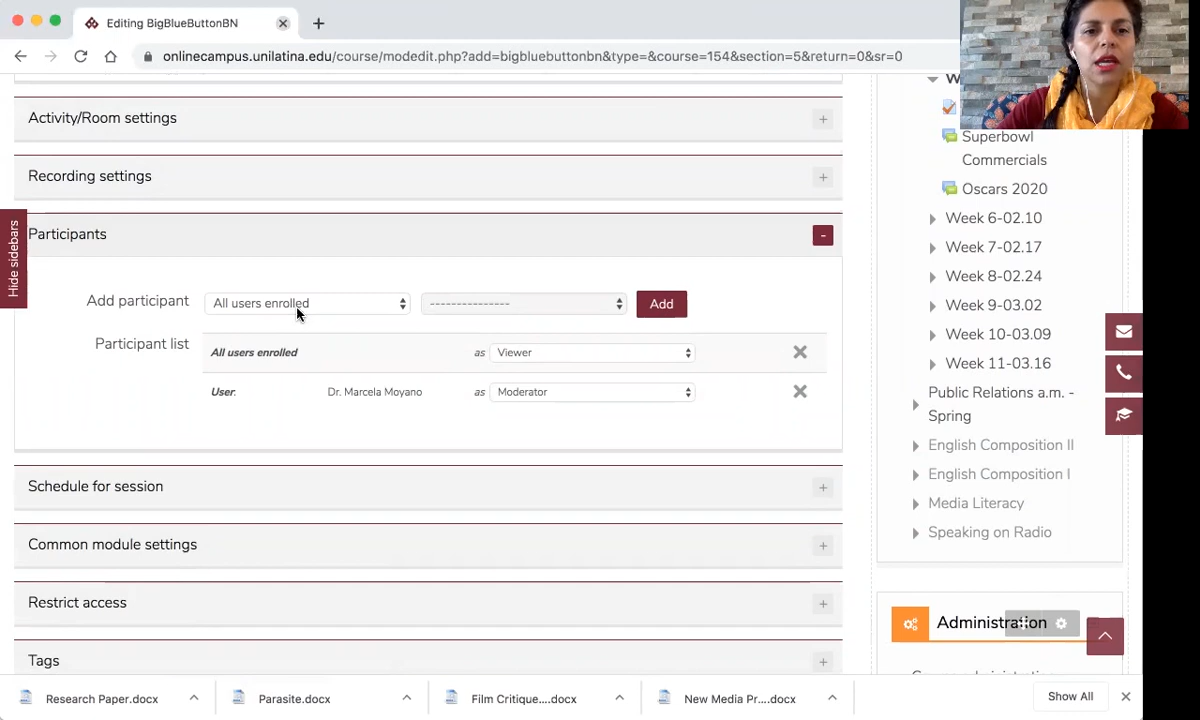 Editing BigBlueButtonBN
onlinecampus.unilatina.edu/course/modedit.php?add=bigbluebuttonbn&type=&course=154&section=5&return=0&sr=0
Activity/Room settings
Recording settings
Participants
Hide sidebars
Add participant All users enrolled --------------- Add
Participant list
All users enrolled as Viewer
User. Dr. Marcela Moyano as Moderator
Schedule for session
Common module settings
Restrict access
Tags
Superbowl
Commercials
Oscars 2020
Week 6-02.10
Week 7-02.17
Week 8-02.24
Week 9-03.02
Week 10-03.09
Week 11-03.16
Public Relations a.m. -
Spring
English Composition II
English Composition I
Media Literacy
Speaking on Radio
Administration
Research Paper.docx
Parasite.docx
Film Critique....docx
New Media Pr....docx
Show All